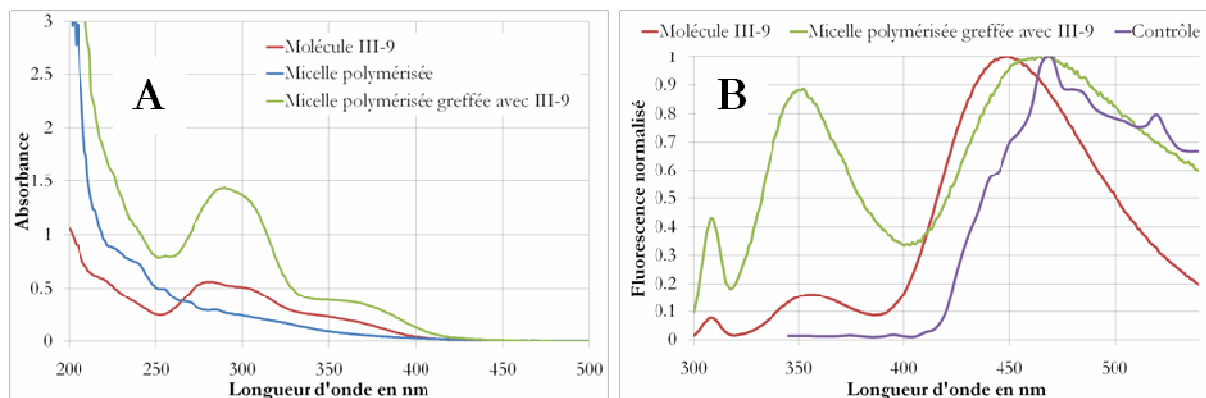 3
2.5
2
1.5
1
0.5
0
Absorbance
A
Molécule III-9
Micelle polymérisée
Micelle polymérisée greffée avec III-9
200 250 300 350 400 450 500
Longueur d'onde en nm
Molécule III-9 Micelle polymérisée greffée avec III-9 Contrôle
B
1
0.9
0.8
0.7
0.6
0.5
0.4
0.3
0.2
0.1
0
Fluorescence normalisé
300 350 400 450 500
Longueur d'onde en nm